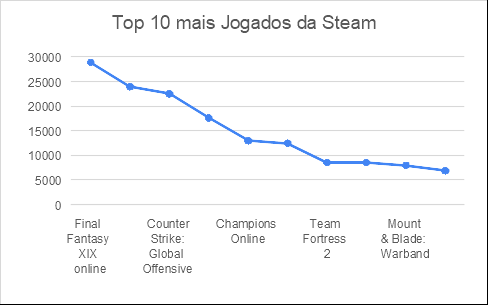 Top 10 mais Jogados da Steam
30000
25000
20000
15000
10000
5000
0
Final
Fantasy
XIX
online
Counter
Strike:
Global
Offensive
Champions
Online
Team
Fortress
2
Mount
& Blade:
Warband